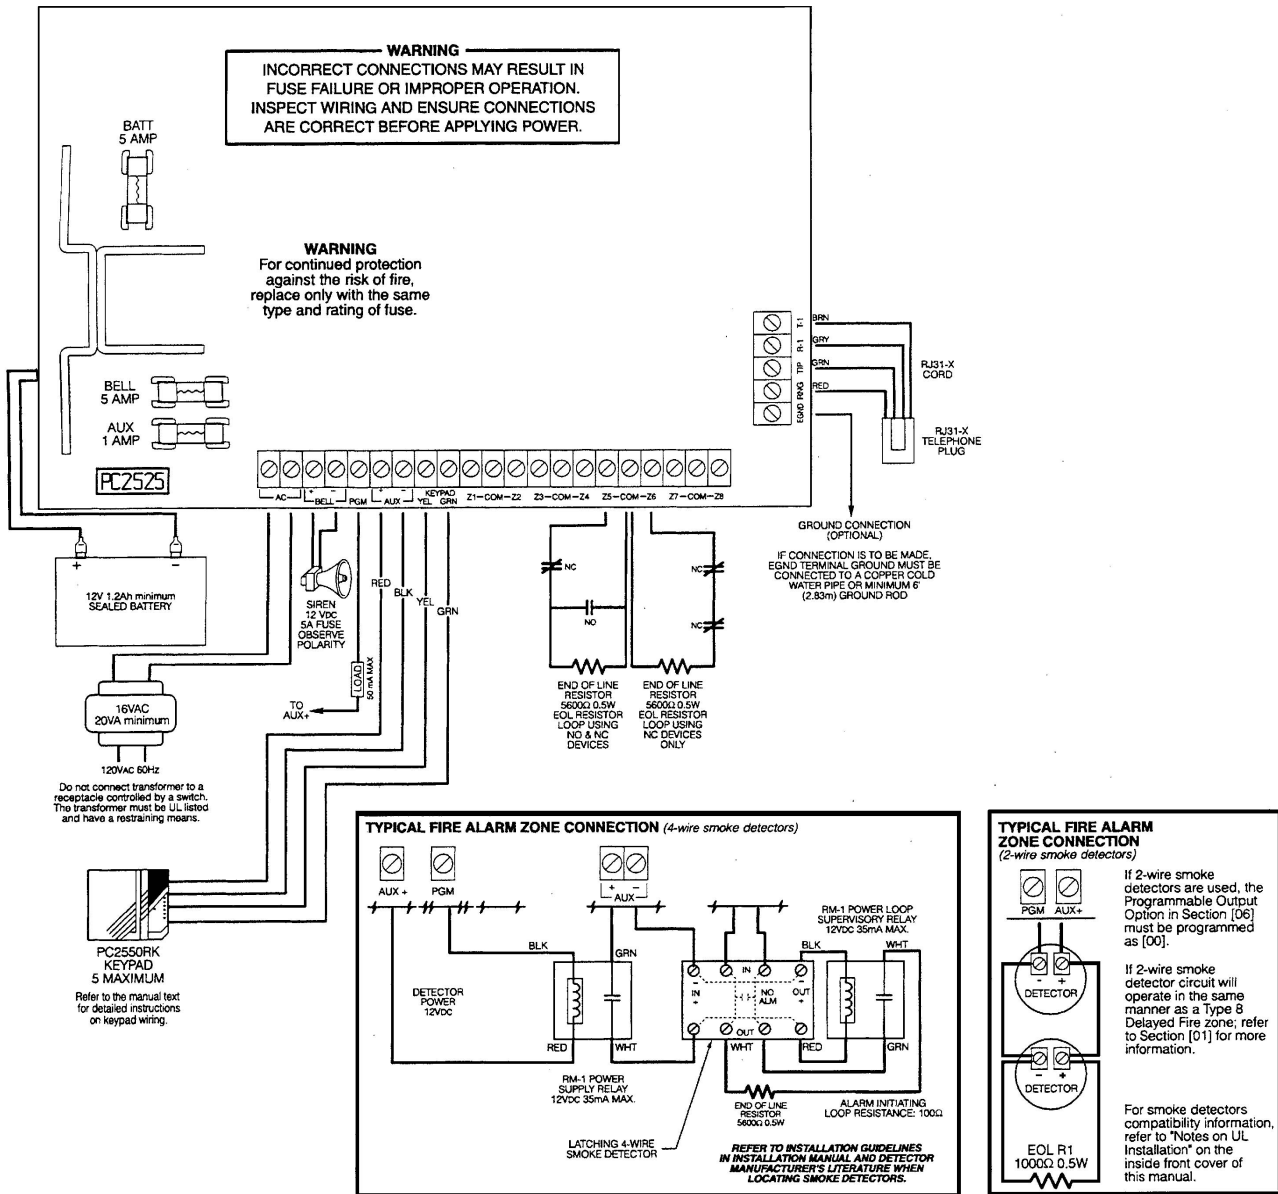 WARNING
INCORRECT CONNECTIONS MAY RESULT IN
FUSE FAILURE OR IMPROPER OPERATION.
INSPECT WIRING AND ENSURE CONNECTIONS
ARE CORRECT BEFORE APPLYING POWER.
BATT
5 AMP
WARNING
For continued protection
against the risk of fire,
replace only with the same
type and rating of fuse.
BELL
5 AMP
AUX
1 AMP
PC2525
T-1
R-1
TIP
RNG
EGND
BRN
GRY
GRN
RED
RJ31-X
CORD
RJ31-X
TELEPHONE
PLUG
AC
+ −
BELL
PGM
+ −
AUX
KEYPAD
YEL GRN
Z1-COM-Z2
Z3-COM-Z4
Z5-COM-Z6
Z7-COM-Z8
GROUND CONNECTION
(OPTIONAL)
IF CONNECTION IS TO BE MADE,
EGND TERMINAL GROUND MUST BE
CONNECTED TO A COPPER COLD
WATER PIPE OR MINIMUM 6'
(2.83m) GROUND ROD
+ −
12V 1.2Ah minimum
SEALED BATTERY
SIREN
12 VDC
5A FUSE
OBSERVE
POLARITY
RED
BLK
YEL
GRN
LOAD
50 mA MAX
TO
AUX+
NC
NO
NC
NC
END OF LINE
RESISTOR
5600Ω 0.5W
EOL RESISTOR
LOOP USING
NO & NC
DEVICES
END OF LINE
RESISTOR
5600Ω 0.5W
EOL RESISTOR
LOOP USING
NC DEVICES
ONLY
16VAC
20VA minimum
120VAC 60Hz
Do not connect transformer to a
receptacle controlled by a switch.
The transformer must be UL listed
and have a restraining means.
PC2550RK
KEYPAD
5 MAXIMUM
Refer to the manual text
for detailed instructions
on keypad wiring.
TYPICAL FIRE ALARM ZONE CONNECTION (4-wire smoke detectors)
AUX +
PGM
+ −
AUX
BLK
GRN
DETECTOR
POWER
12VDC
RED
WHT
RM-1 POWER
SUPPLY RELAY
12VDC 35mA MAX.
RM-1 POWER LOOP
SUPERVISORY RELAY
12VDC 35mA MAX.
BLK
WHT
− IN −
IN
+
NO
ALM
OUT
+
OUT
WHT
RED
GRN
END OF LINE
RESISTOR
5600Ω 0.5W
ALARM INITIATING
LOOP RESISTANCE: 100Ω
LATCHING 4-WIRE
SMOKE DETECTOR
REFER TO INSTALLATION GUIDELINES
IN INSTALLATION MANUAL AND DETECTOR
MANUFACTURER'S LITERATURE WHEN
LOCATING SMOKE DETECTORS.
TYPICAL FIRE ALARM
ZONE CONNECTION
(2-wire smoke detectors)
PGM AUX+
− +
DETECTOR
− +
DETECTOR
EOL R1
1000Ω 0.5W
If 2-wire smoke
detectors are used, the
Programmable Output
Option in Section [06]
must be programmed
as [00].
If 2-wire smoke
detector circuit will
operate in the same
manner as a Type 8
Delayed Fire zone; refer
to Section [01] for more
information.
For smoke detectors
compatibility information,
refer to "Notes on UL
Installation" on the
inside front cover of
this manual.